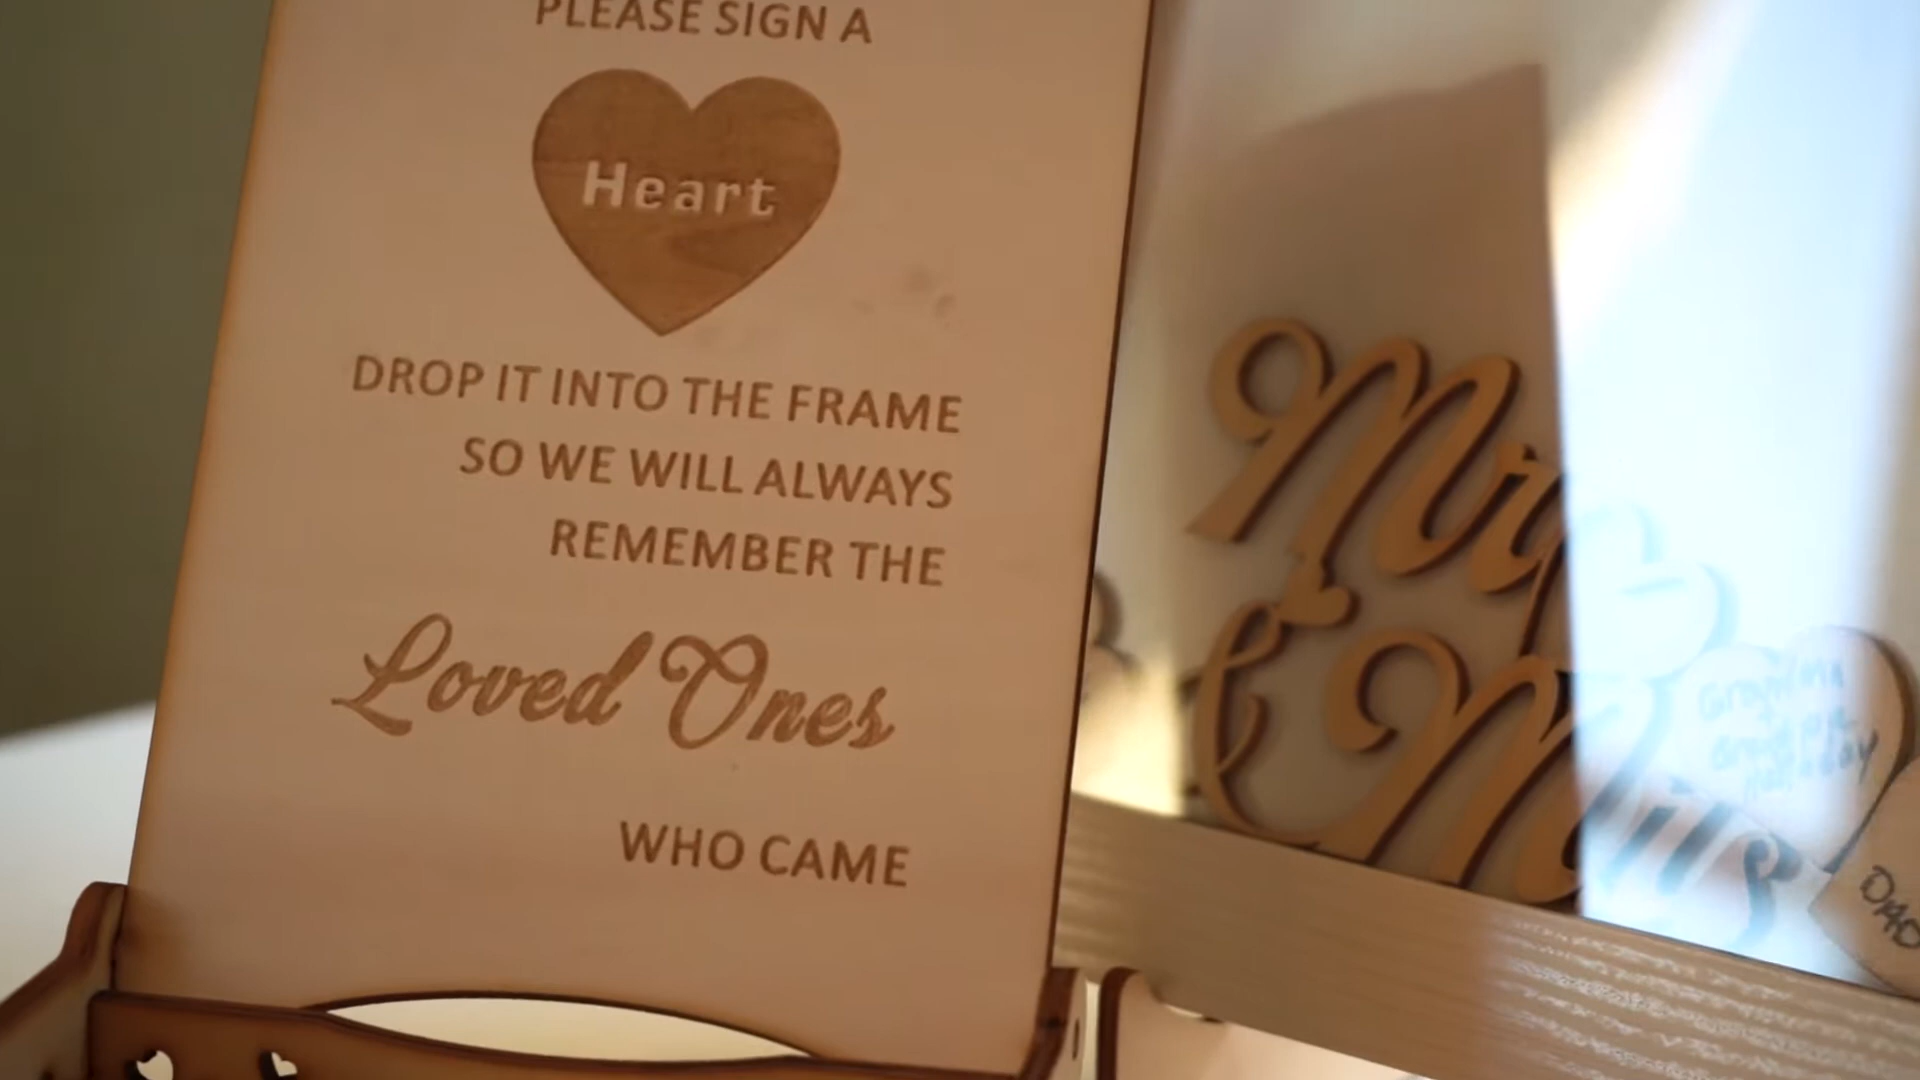 PLEASE SIGN A
Heart
DROP IT INTO THE FRAME
SO WE WILL ALWAYS
REMEMBER THE
Loved Ones
WHO CAME
Mr
& Mrs
DAD